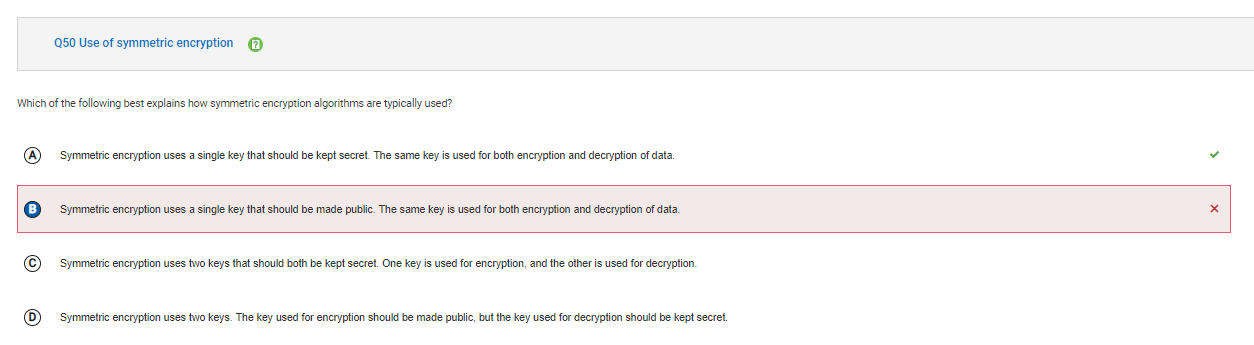 Q50 Use of symmetric encryption ?
Which of the following best explains how symmetric encryption algorithms are typically used?
A Symmetric encryption uses a single key that should be kept secret. The same key is used for both encryption and decryption of data.
B Symmetric encryption uses a single key that should be made public. The same key is used for both encryption and decryption of data.
C Symmetric encryption uses two keys that should both be kept secret. One key is used for encryption, and the other is used for decryption.
D Symmetric encryption uses two keys. The key used for encryption should be made public, but the key used for decryption should be kept secret.